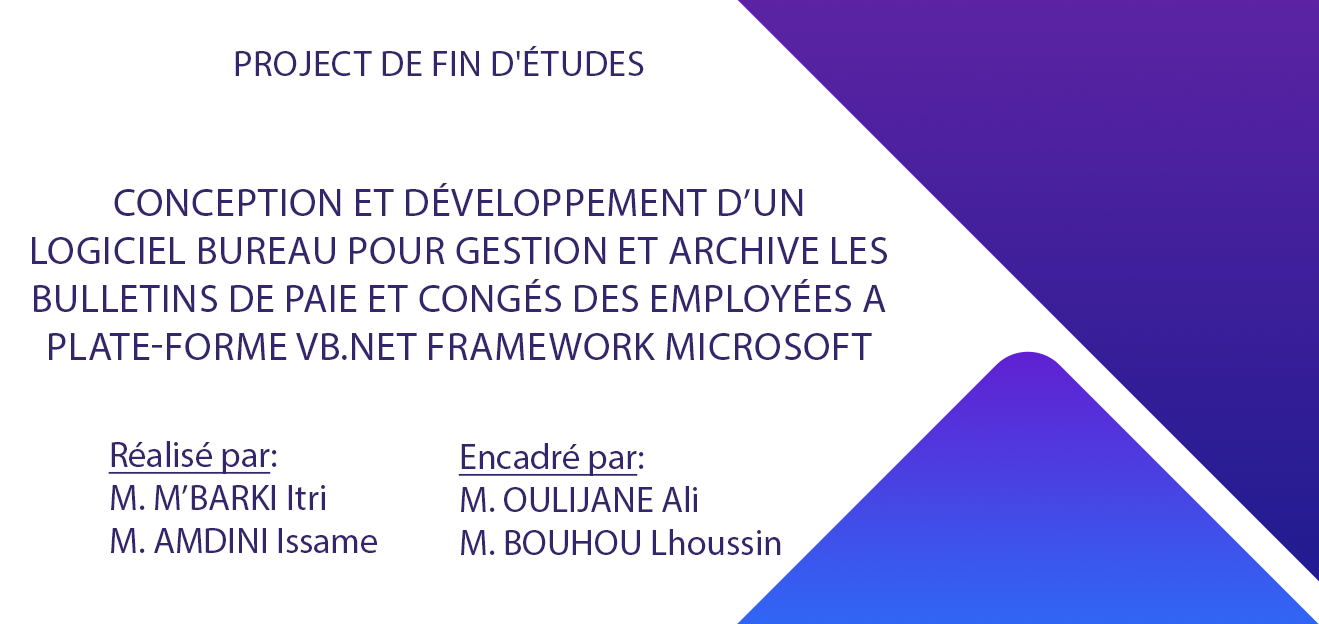 PROJECT DE FIN D'ÉTUDES
CONCEPTION ET DÉVELOPPEMENT D’UN
LOGICIEL BUREAU POUR GESTION ET ARCHIVE LES
BULLETINS DE PAIE ET CONGÉS DES EMPLOYÉES A
PLATE-FORME VB.NET FRAMEWORK MICROSOFT
Réalisé par:
M. M’BARKI Itri
M. AMDINI Issame
Encadré par:
M. OULIJANE Ali
M. BOUHOU Lhoussin